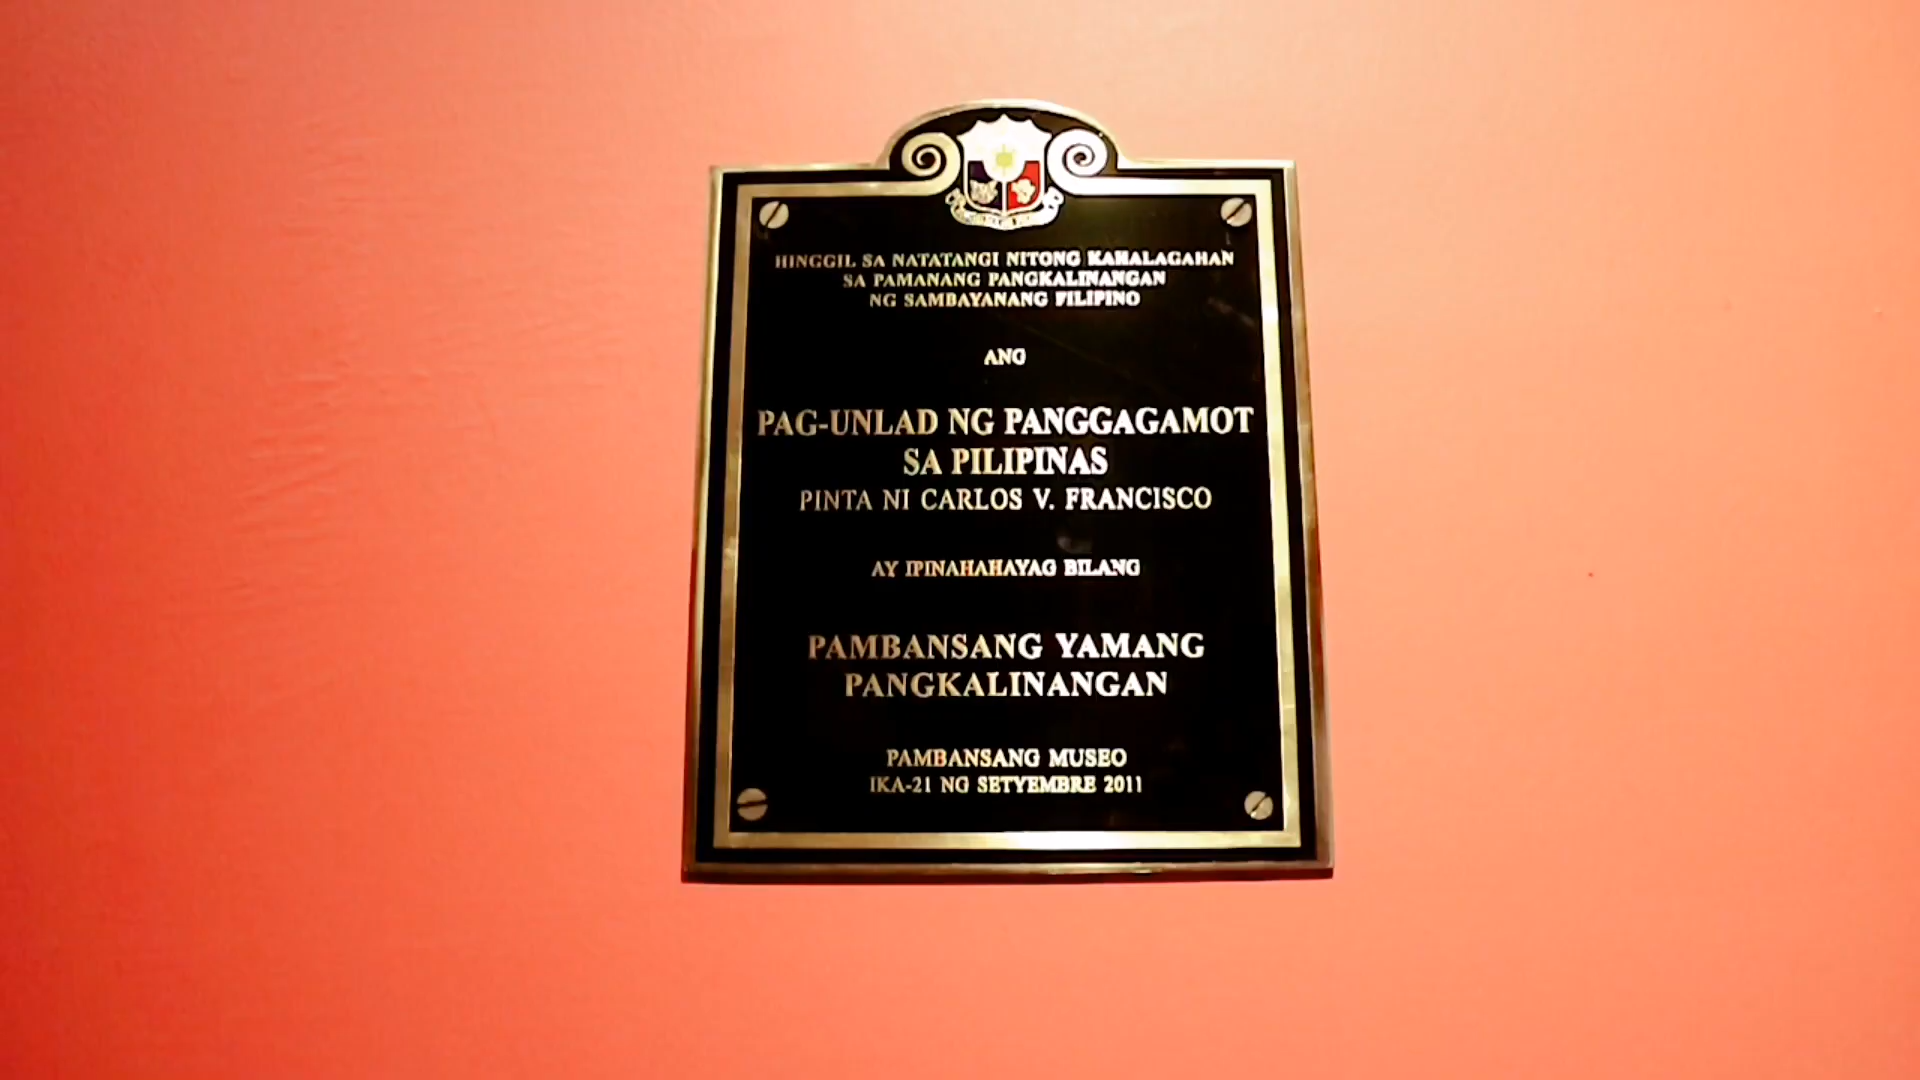 HINGGIL SA NATATANGI NITONG KAHALAGAHAN
SA PAMANANG PANGKALINANGAN
NG SAMBAYANANG FILIPINO
ANG
PAG-UNLAD NG PANGGAGAMOT
SA PILIPINAS
PINTA NI CARLOS V. FRANCISCO
AY IPINAHAHAYAG BILANG
PAMBANSANG YAMANG
PANGKALINANGAN
PAMBANSANG MUSEO
IKA-21 NG SETYEMBRE 2011